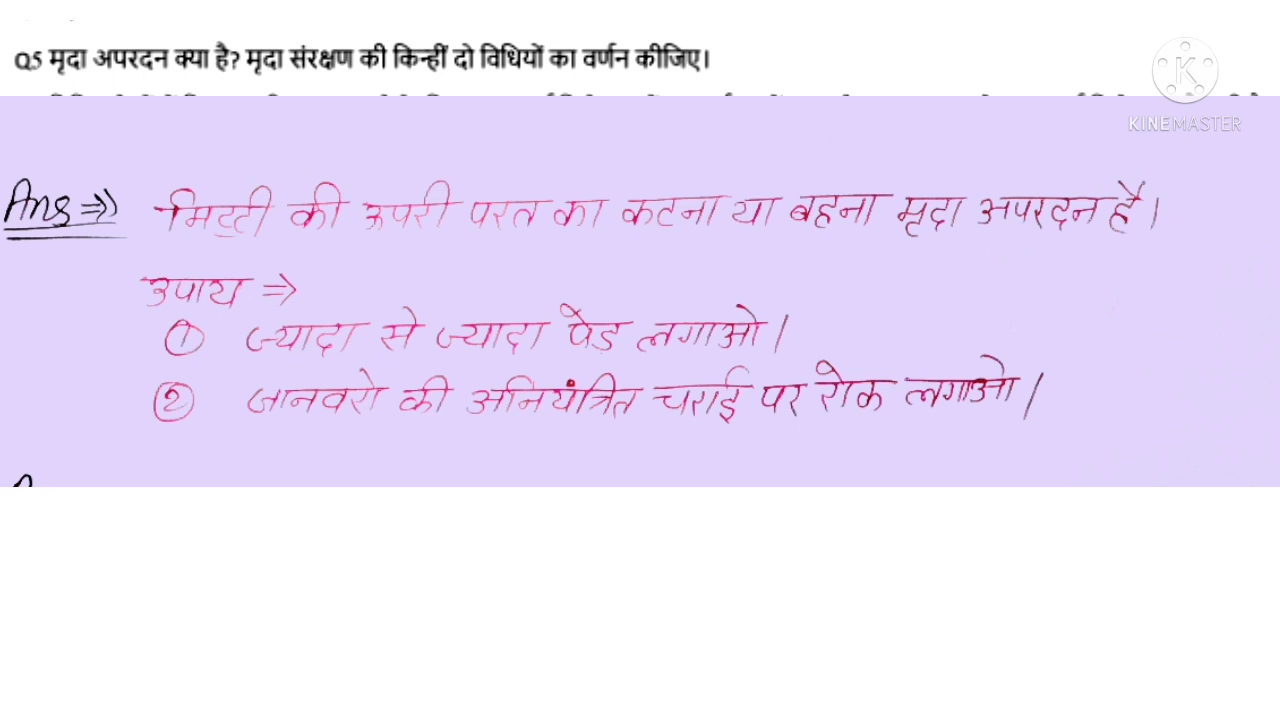 Q5 मृदा अपरदन क्या है? मृदा संरक्षण की किन्हीं दो विधियों का वर्णन कीजिए।
K
KINEMASTER
Ans ⇒ मिट्टी की ऊपरी परत का कटना या बहना मृदा अपरदन है।
उपाय ⇒
① ज्यादा से ज्यादा पेड लगाओ।
② जानवरो की अनियंत्रित चराई पर रोक लगाओ।